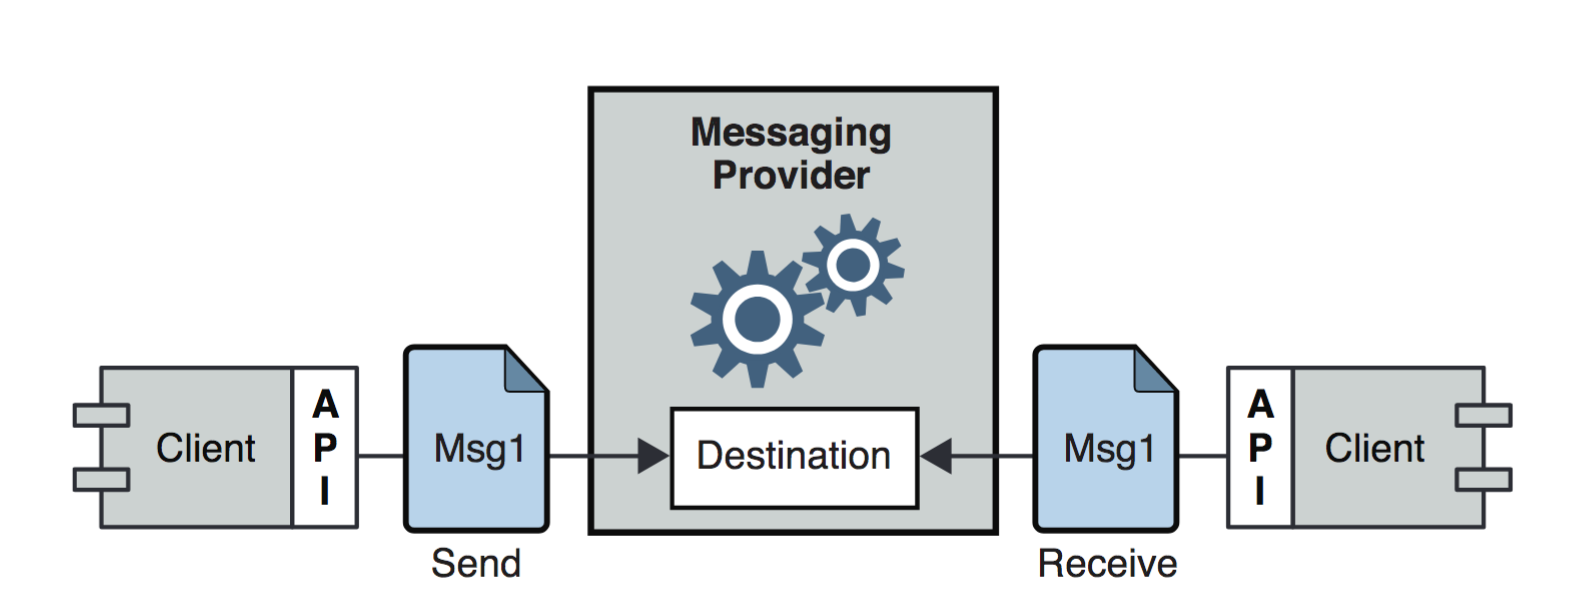 Messaging
Provider
Client
A
P
I
Msg1
Send
Destination
Msg1
Receive
A
P
I
Client